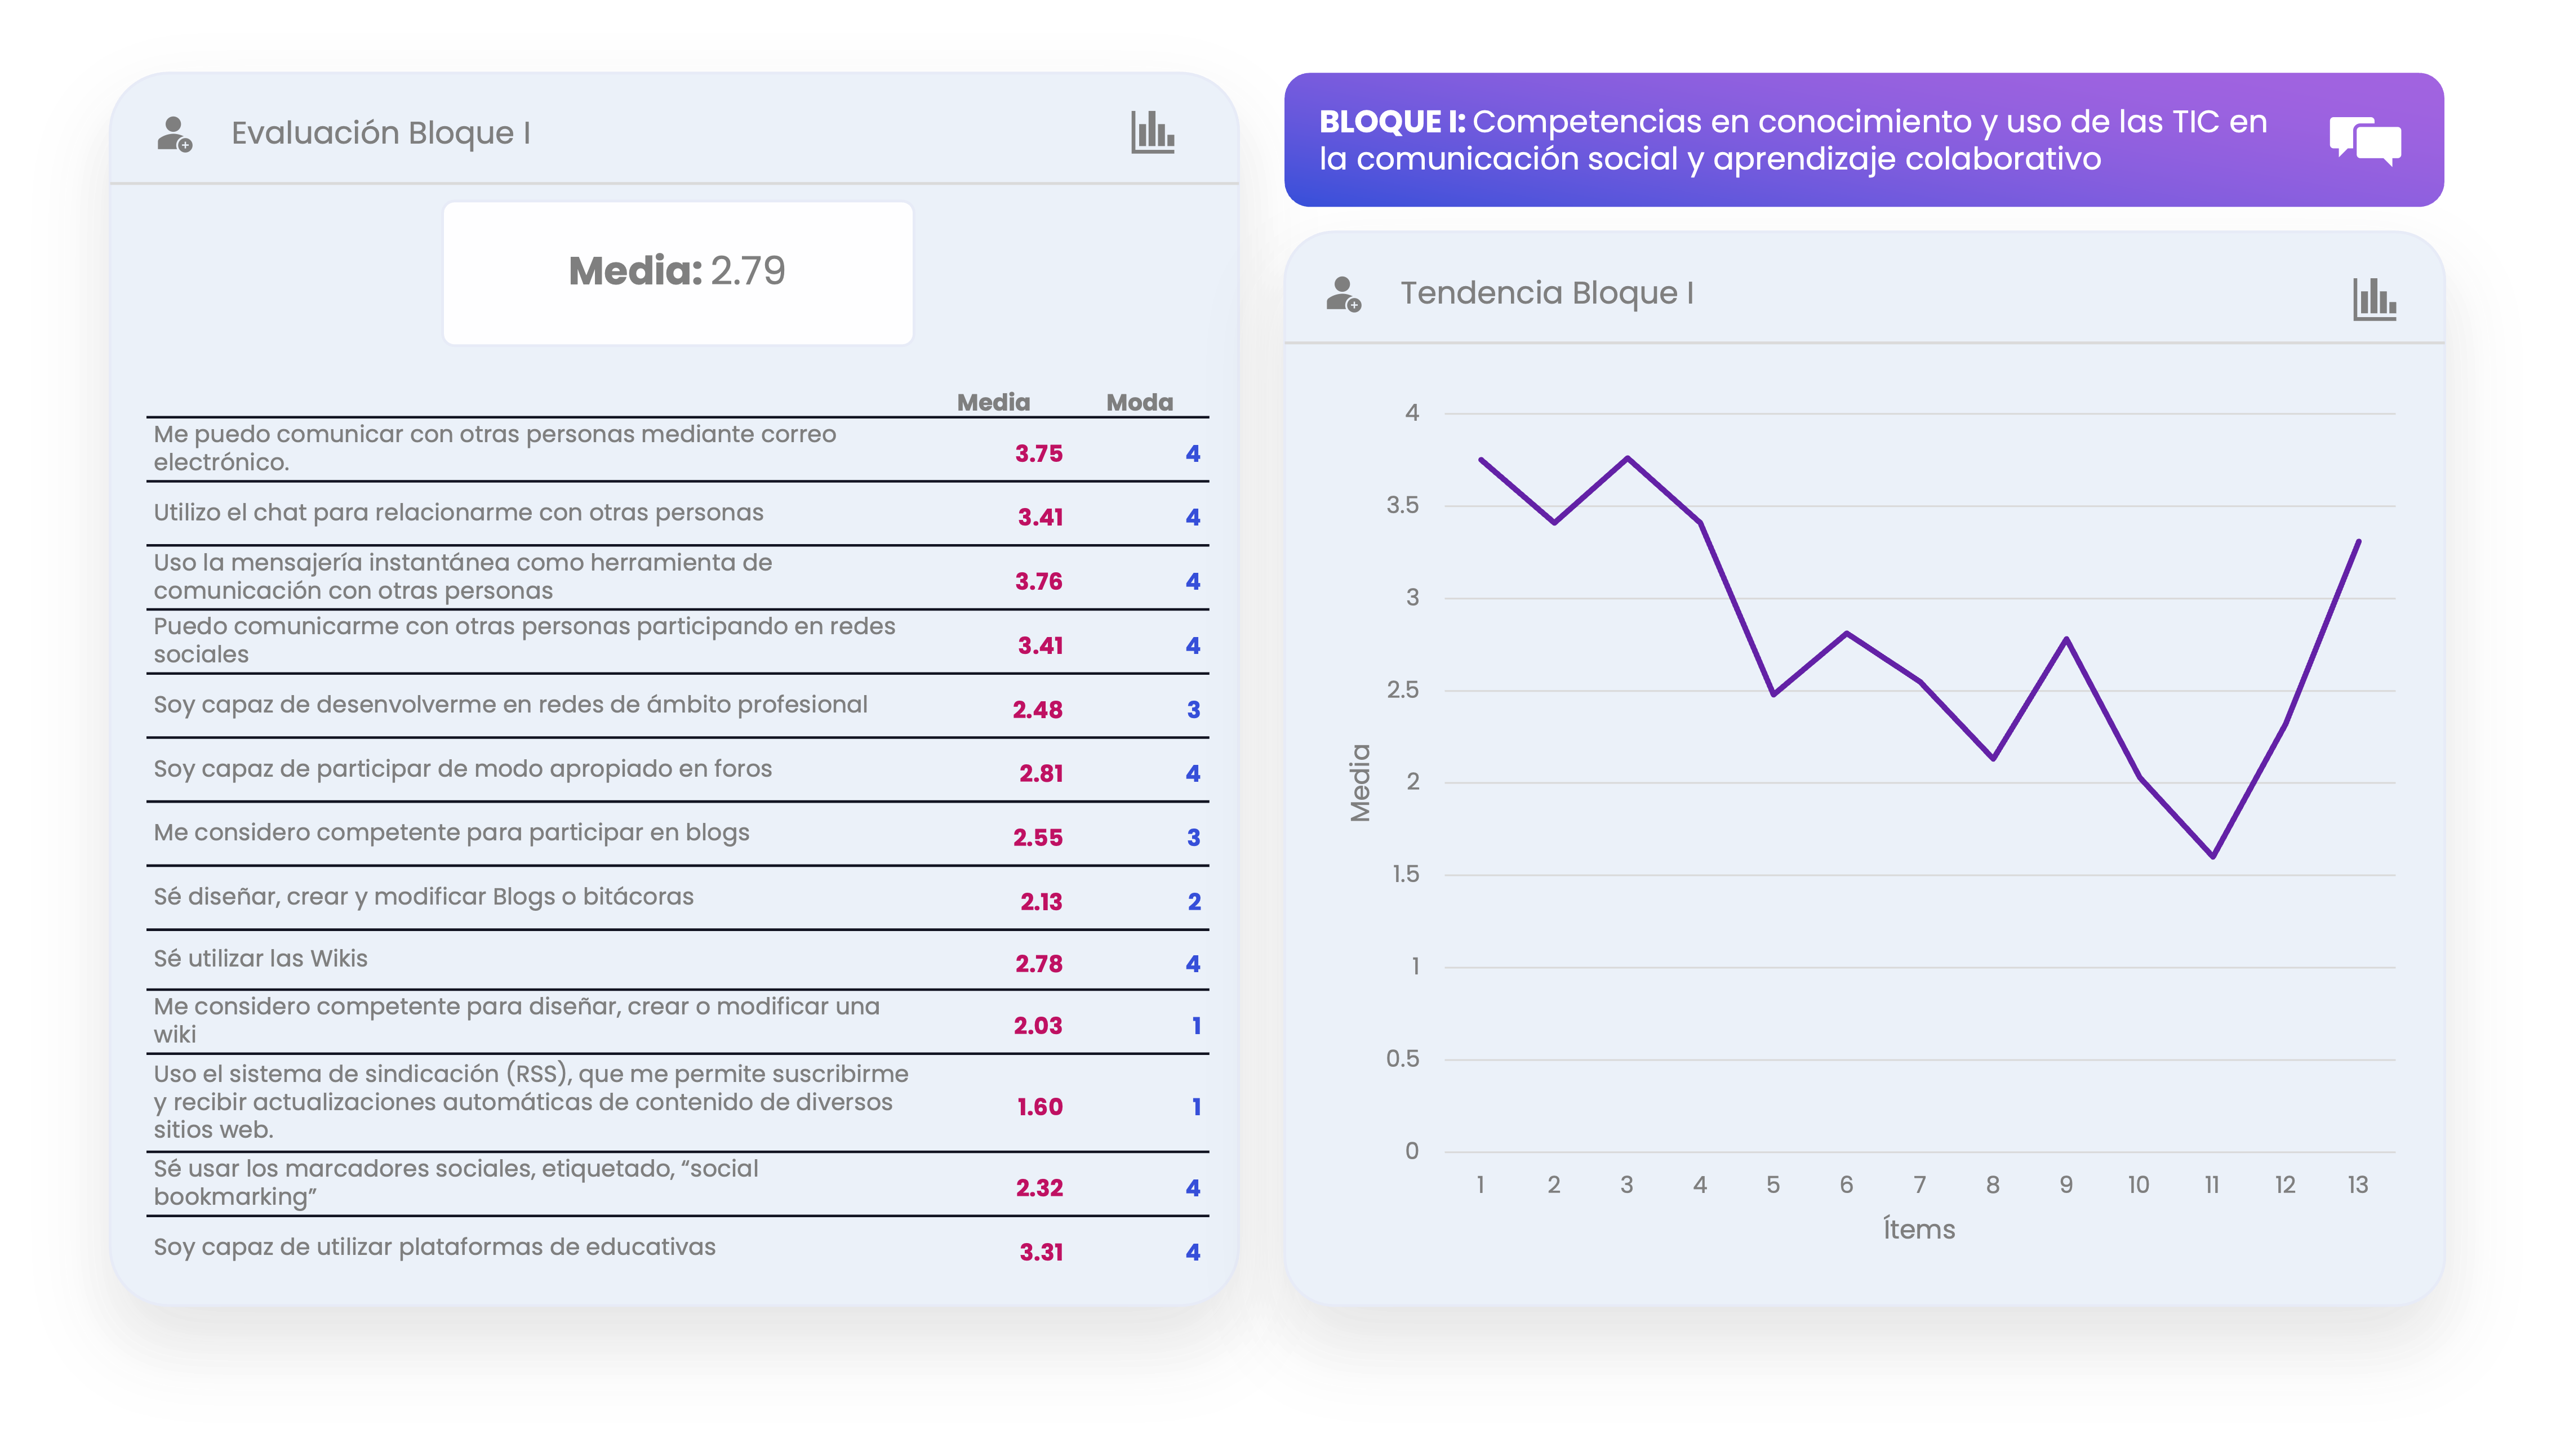 Evaluación Bloque I
Media: 2.79
Media Moda
Me puedo comunicar con otras personas mediante correo
electrónico.
3.75 4
Utilizo el chat para relacionarme con otras personas 3.41 4
Uso la mensajería instantánea como herramienta de
comunicación con otras personas
3.76 4
Puedo comunicarme con otras personas participando en redes
sociales
3.41 4
Soy capaz de desenvolverme en redes de ámbito profesional 2.48 3
Soy capaz de participar de modo apropiado en foros 2.81 4
Me considero competente para participar en blogs 2.55 3
Sé diseñar, crear y modificar Blogs o bitácoras 2.13 2
Sé utilizar las Wikis 2.78 4
Me considero competente para diseñar, crear o modificar una
wiki
2.03 1
Uso el sistema de sindicación (RSS), que me permite suscribirme
y recibir actualizaciones automáticas de contenido de diversos
sitios web.
1.60 1
Sé usar los marcadores sociales, etiquetado, “social
bookmarking”
2.32 4
Soy capaz de utilizar plataformas de educativas 3.31 4
BLOQUE I: Competencias en conocimiento y uso de las TIC en
la comunicación social y aprendizaje colaborativo
Tendencia Bloque I
4
3.5
3
2.5
2
1.5
1
0.5
0
Media
1 2 3 4 5 6 7 8 9 10 11 12 13
Ítems